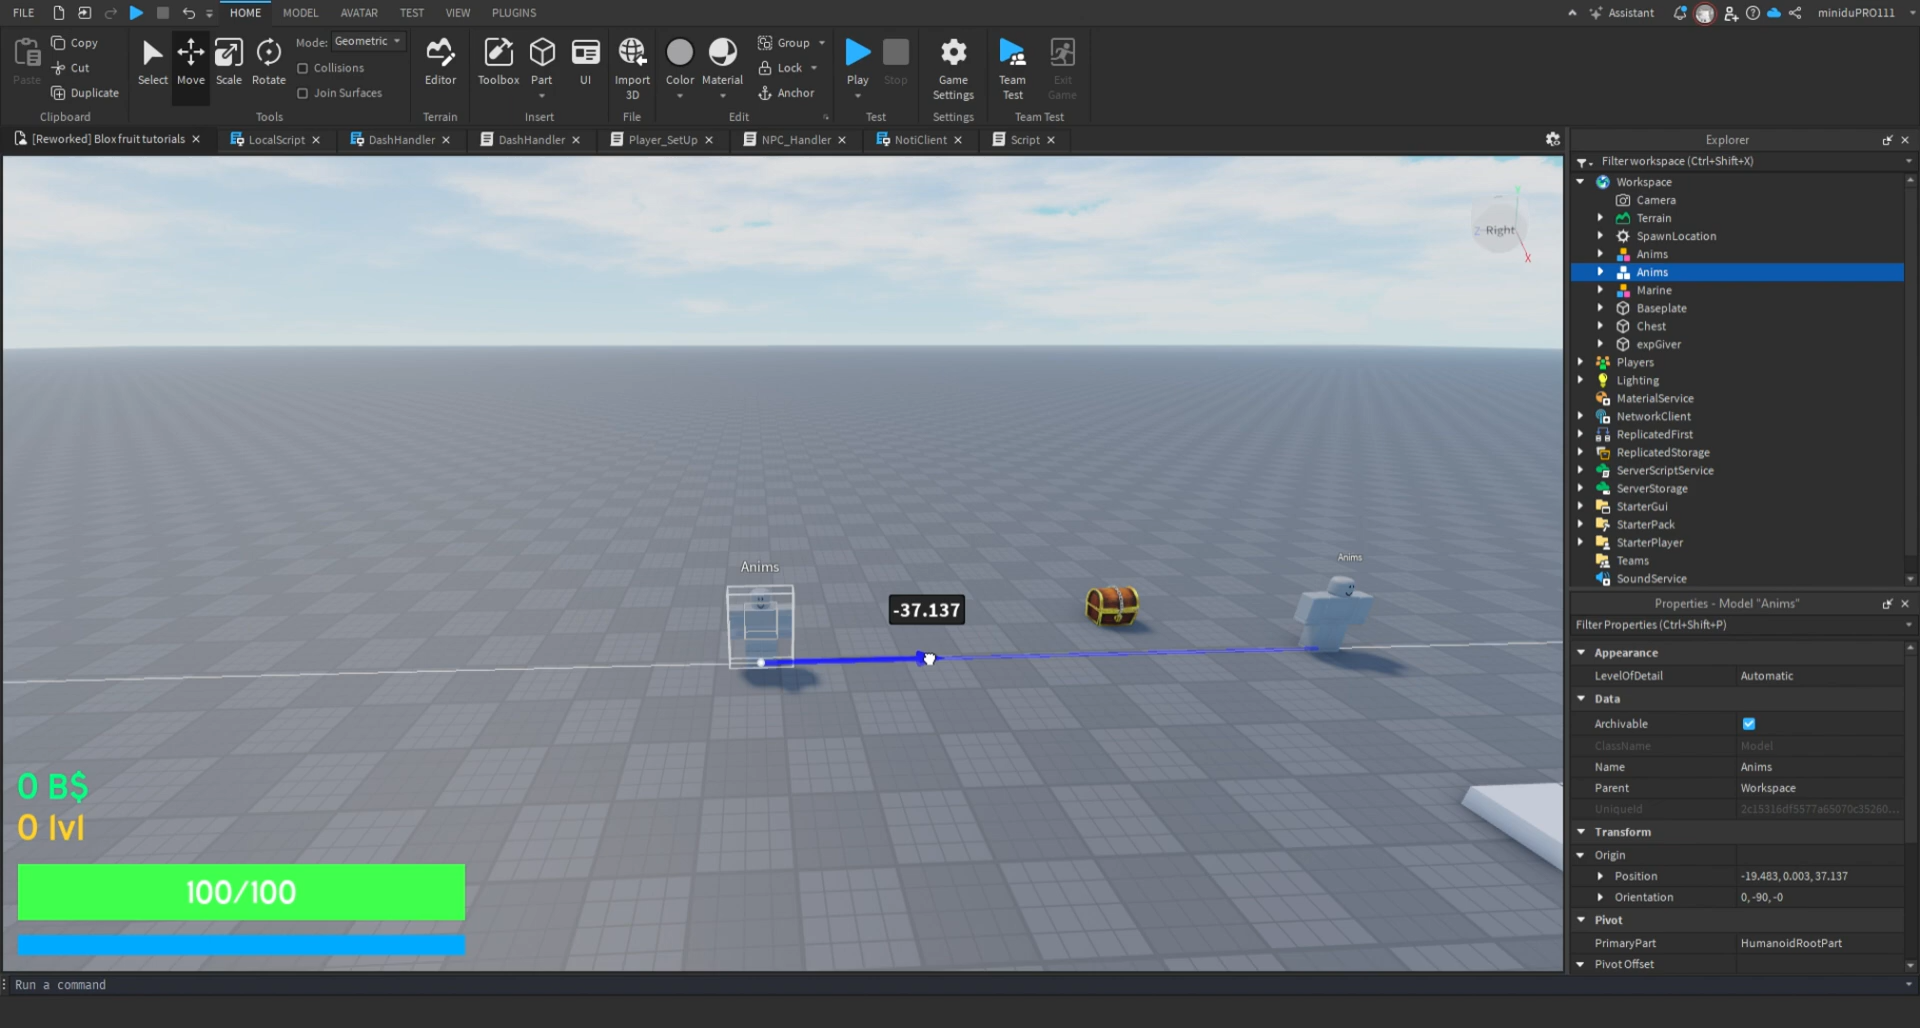 FILE HOME MODEL AVATAR TEST VIEW PLUGINS Assistant miniduPRO111
Paste Copy Cut Duplicate Clipboard
Select Move Scale Rotate Mode: Geometric Collisions Join Surfaces Tools
Editor Terrain
Toolbox Part UI Insert
Import 3D File
Color Material Group Lock Anchor Edit
Play Stop Test
Game Settings Settings
Team Test Exit Game Team Test
[Reworked] Blox fruit tutorials LocalScript DashHandler DashHandler Player_SetUp NPC_Handler NotiClient Script
Right
Z
X
Y
Anims
Anims
-37.137
0 B$
0 lvl
100/100
Run a command
Explorer
Filter workspace (Ctrl+Shift+X)
Workspace
Camera
Terrain
SpawnLocation
Anims
Anims
Marine
Baseplate
Chest
expGiver
Players
Lighting
MaterialService
NetworkClient
ReplicatedFirst
ReplicatedStorage
ServerScriptService
ServerStorage
StarterGui
StarterPack
StarterPlayer
Teams
SoundService
Properties - Model "Anims"
Filter Properties (Ctrl+Shift+P)
Appearance
LevelOfDetail Automatic
Data
Archivable
ClassName Model
Name Anims
Parent Workspace
UniqueId 2c15316df5577a65070c35260...
Transform
Origin
Position -19.483, 0.003, 37.137
Orientation 0, -90, -0
Pivot
PrimaryPart HumanoidRootPart
Pivot Offset